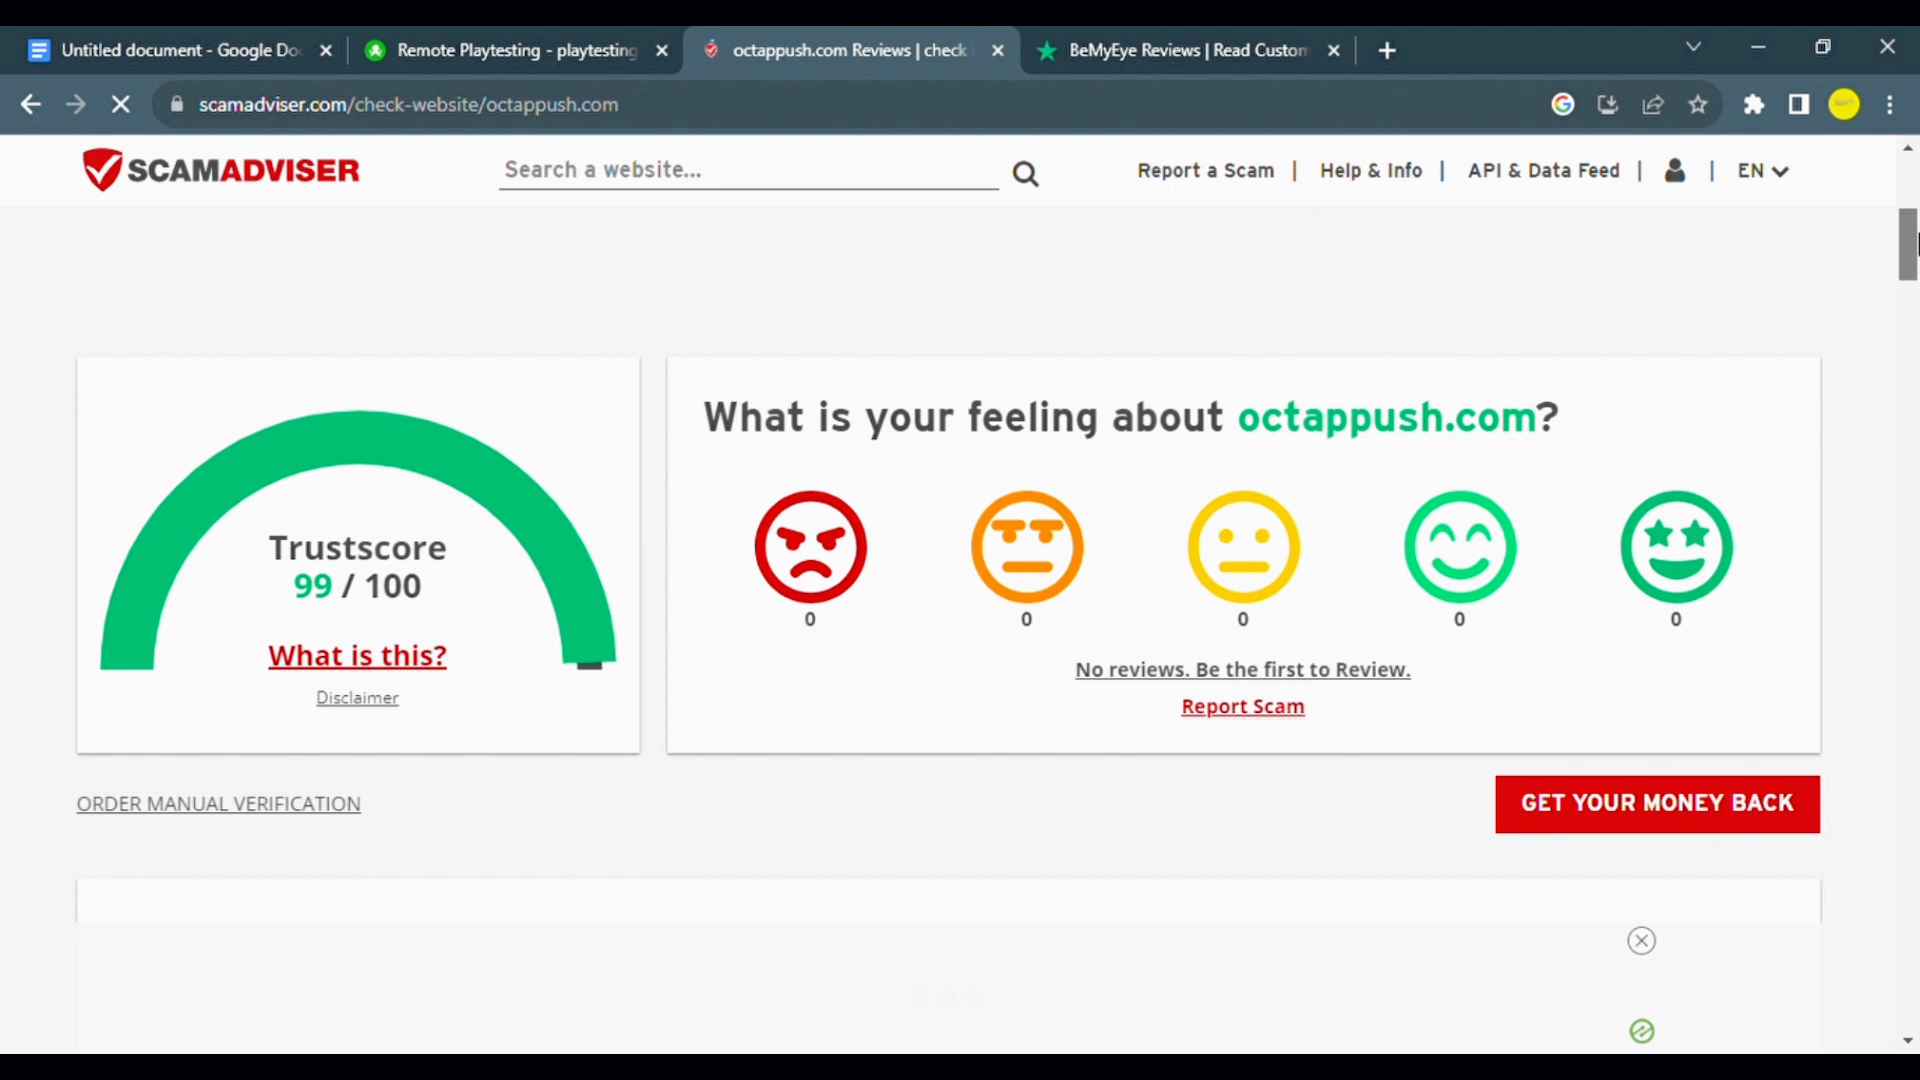 Untitled document - Google Do
Remote Playtesting - playtesting
octappush.com Reviews | check i
BeMyEye Reviews | Read Custom
scamadviser.com/check-website/octappush.com
SCAMADVISER
Search a website...
Report a Scam | Help & Info | API & Data Feed | | EN
What is your feeling about octappush.com?
Trustscore
99 / 100
What is this?
Disclaimer
0 0 0 0 0
No reviews. Be the first to Review.
Report Scam
ORDER MANUAL VERIFICATION
GET YOUR MONEY BACK